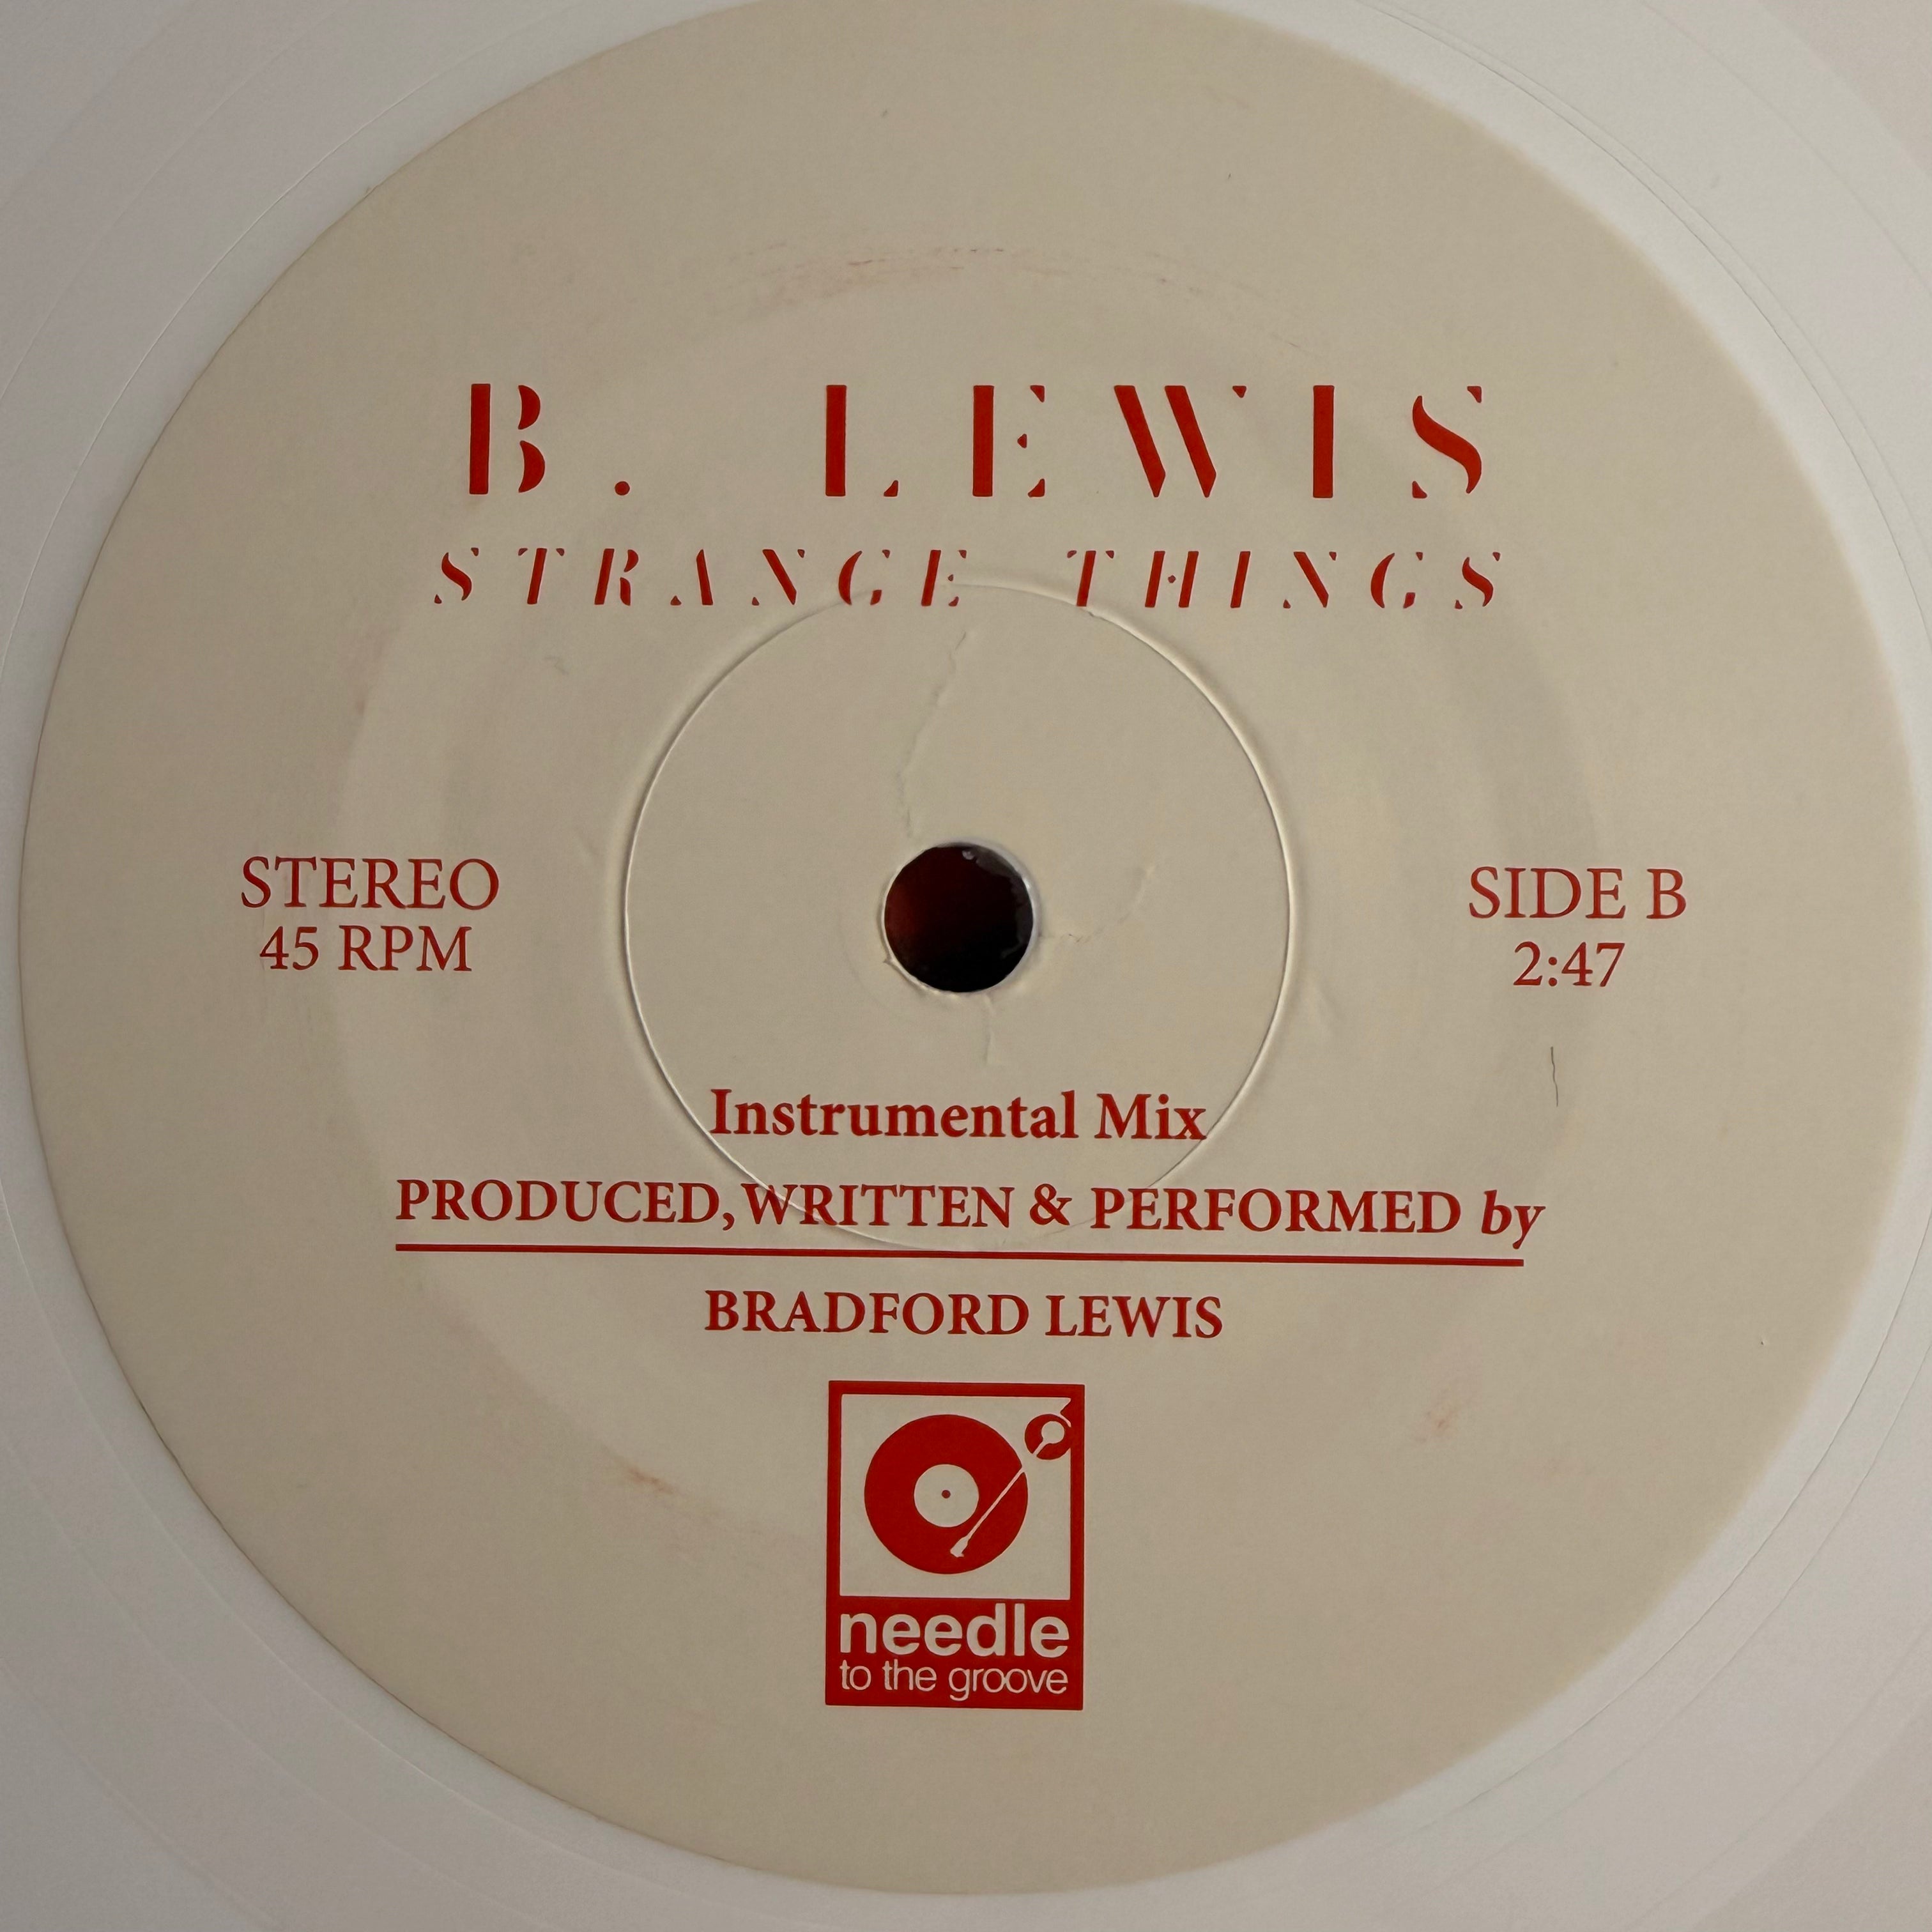 B. LEWIS
STRANGE THINGS
STEREO
45 RPM
SIDE B
2:47
Instrumental Mix
PRODUCED, WRITTEN & PERFORMED by
BRADFORD LEWIS
needle
to the groove